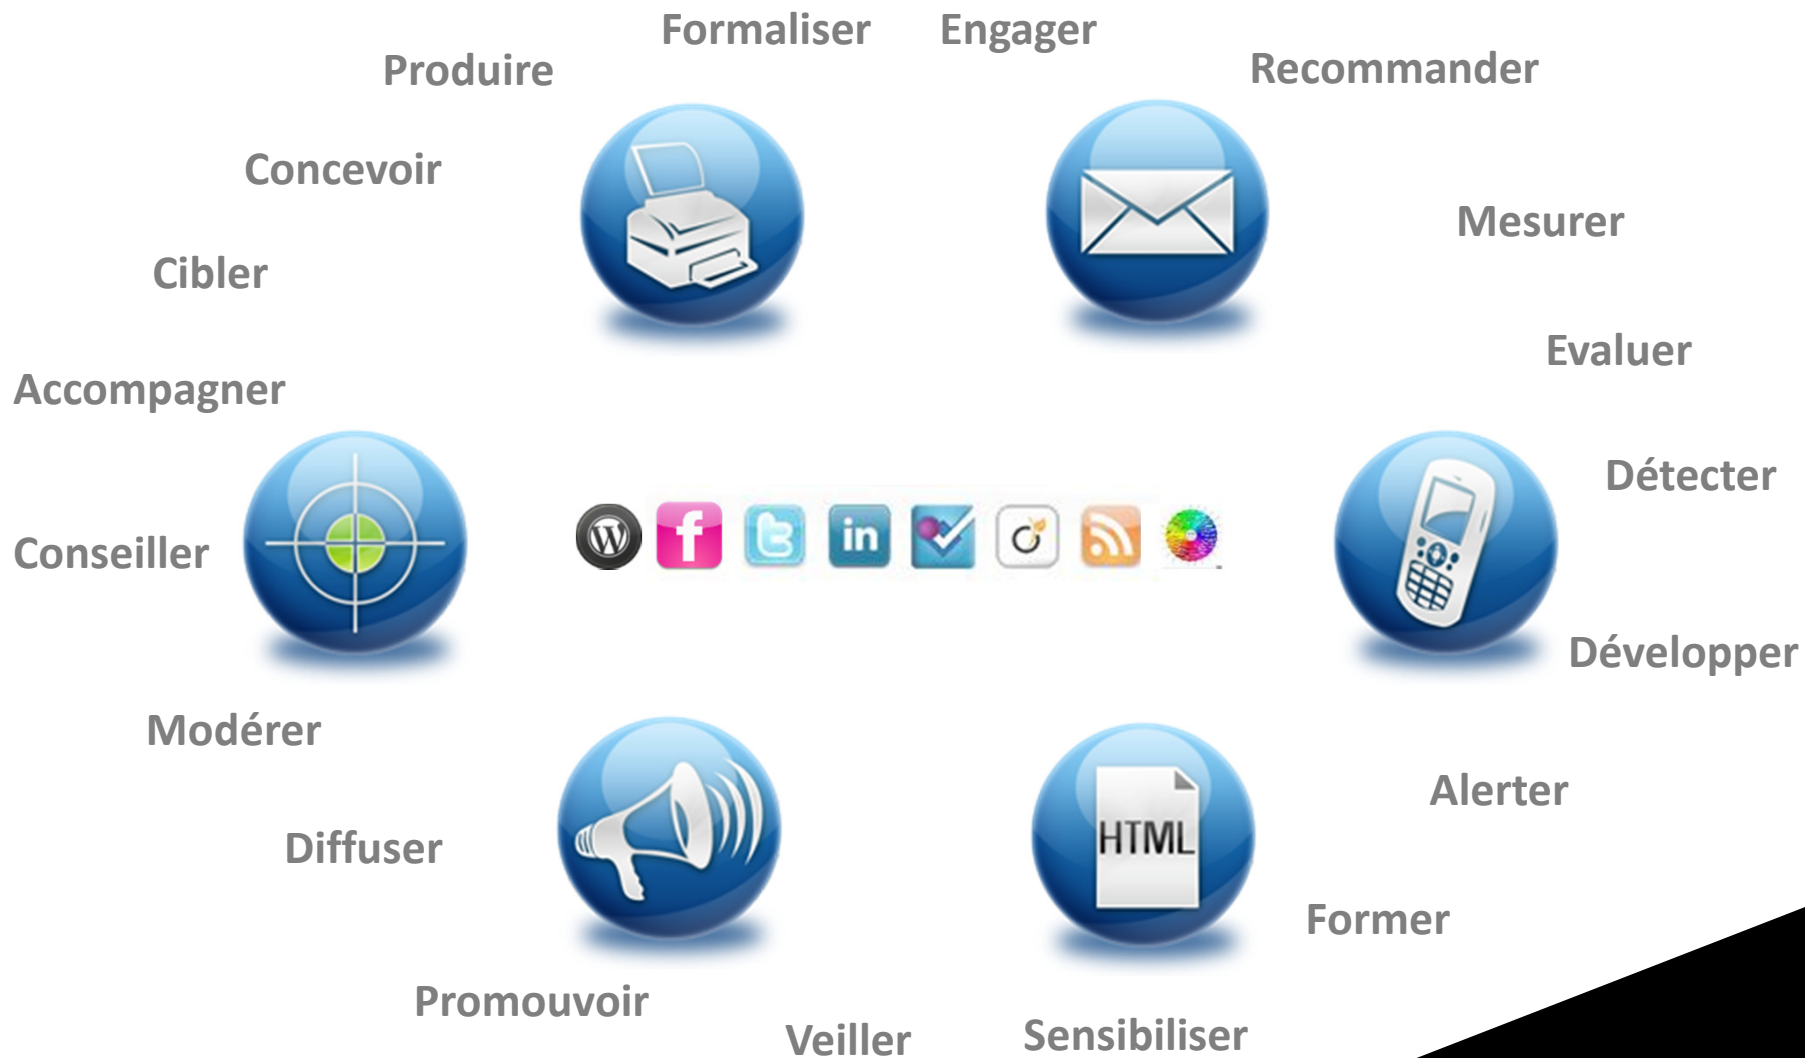 Formaliser
Engager
Produire
Recommander
Concevoir
Mesurer
Cibler
Evaluer
Accompagner
Détecter
Conseiller
W
f
t
in
Développer
Modérer
Alerter
HTML
Diffuser
Former
Promouvoir
Veiller
Sensibiliser